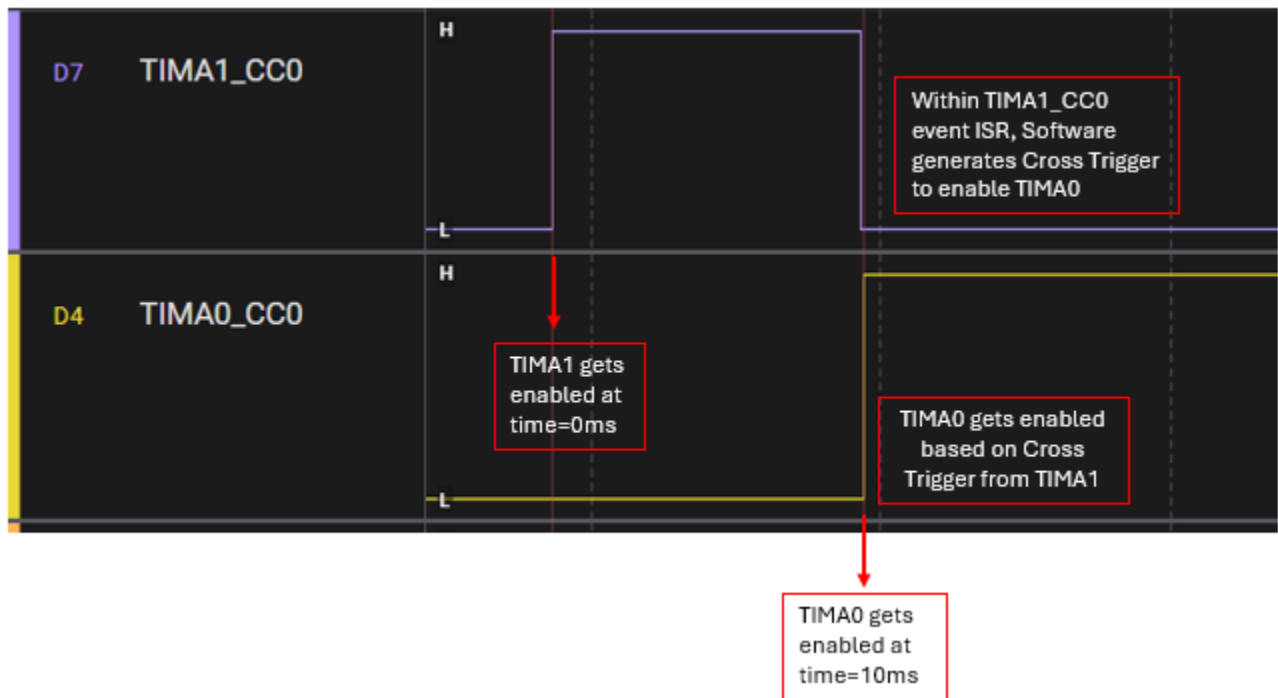 H
D7 TIMA1_CC0
L
Within TIMA1_CC0
event ISR, Software
generates Cross Trigger
to enable TIMA0
H
D4 TIMA0_CC0
L
TIMA1 gets
enabled at
time=0ms
TIMA0 gets enabled
based on Cross
Trigger from TIMA1
TIMA0 gets
enabled at
time=10ms